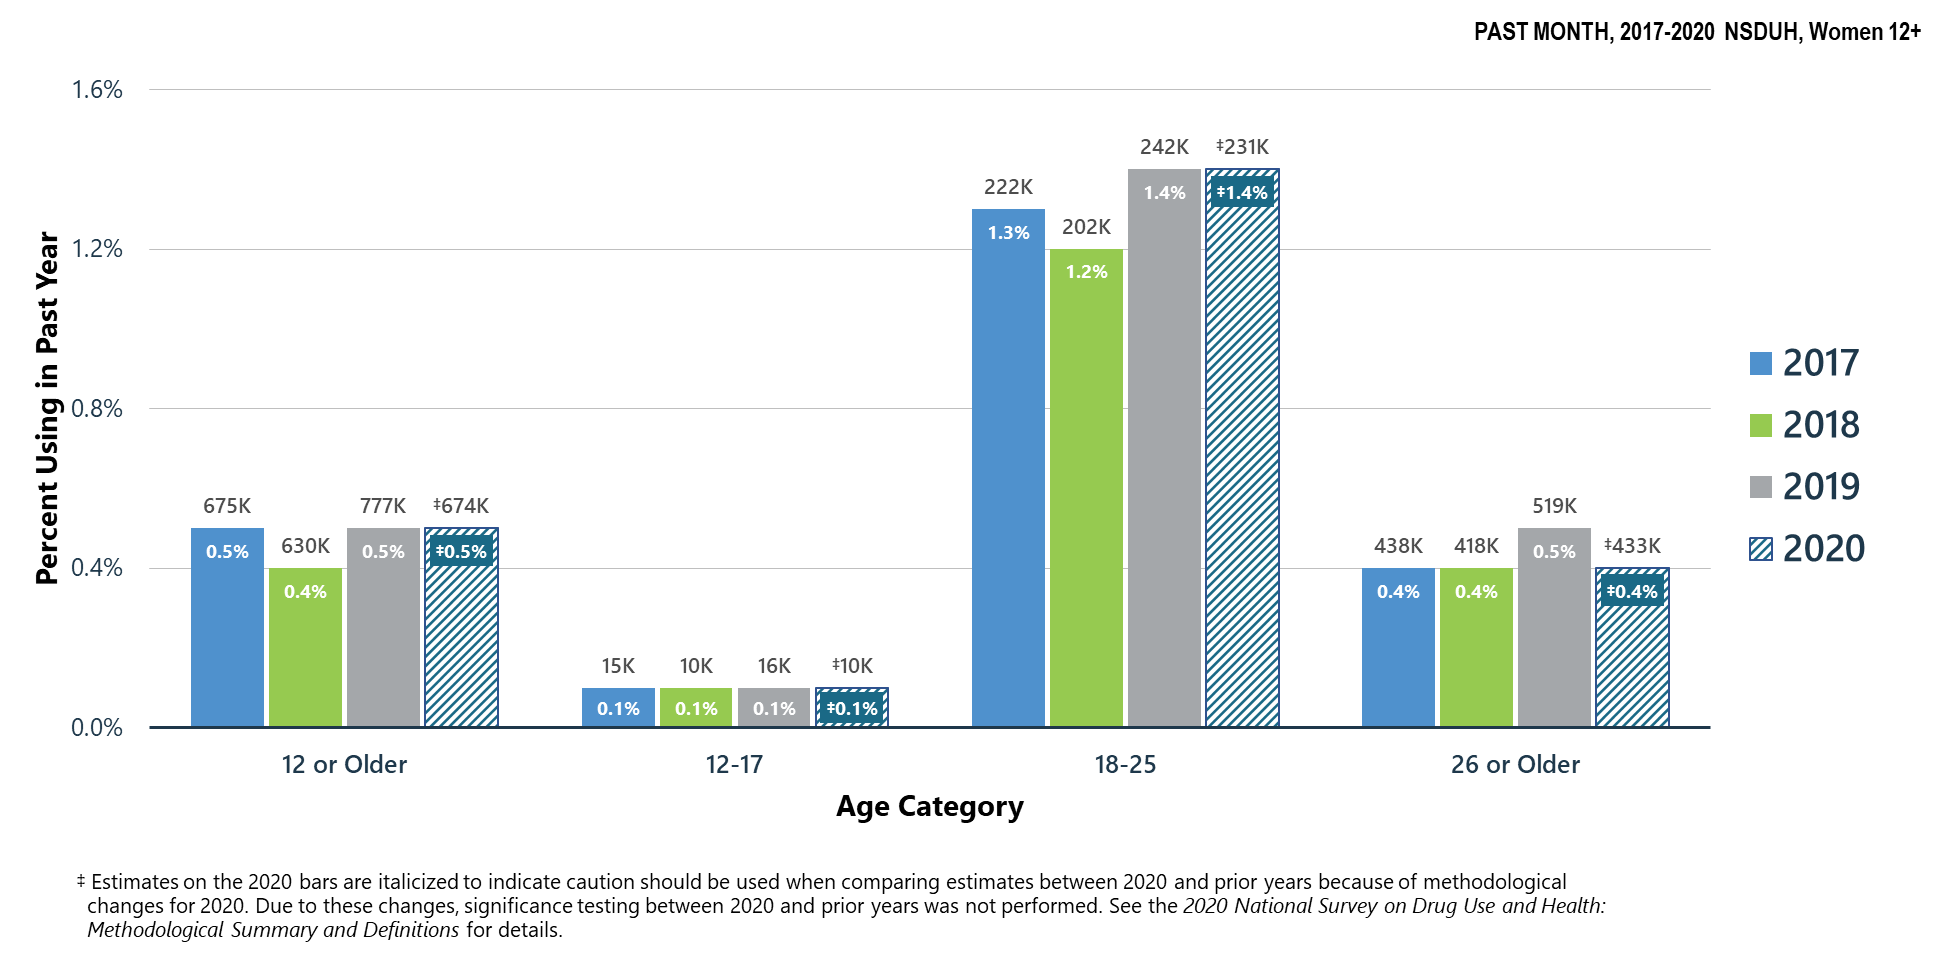 PAST MONTH, 2017-2020 NSDUH, Women 12+
1.6%
1.2%
0.8%
0.4%
0.0%
Percent Using in Past Year
675K
0.5%
630K
0.4%
777K
0.5%
‡674K
‡0.5%
15K
0.1%
10K
0.1%
16K
0.1%
‡10K
‡0.1%
222K
1.3%
202K
1.2%
242K
1.4%
‡231K
‡1.4%
438K
0.4%
418K
0.4%
519K
0.5%
‡433K
‡0.4%
12 or Older
12-17
18-25
26 or Older
Age Category
2017
2018
2019
2020
‡ Estimates on the 2020 bars are italicized to indicate caution should be used when comparing estimates between 2020 and prior years because of methodological
changes for 2020. Due to these changes, significance testing between 2020 and prior years was not performed. See the 2020 National Survey on Drug Use and Health:
Methodological Summary and Definitions for details.